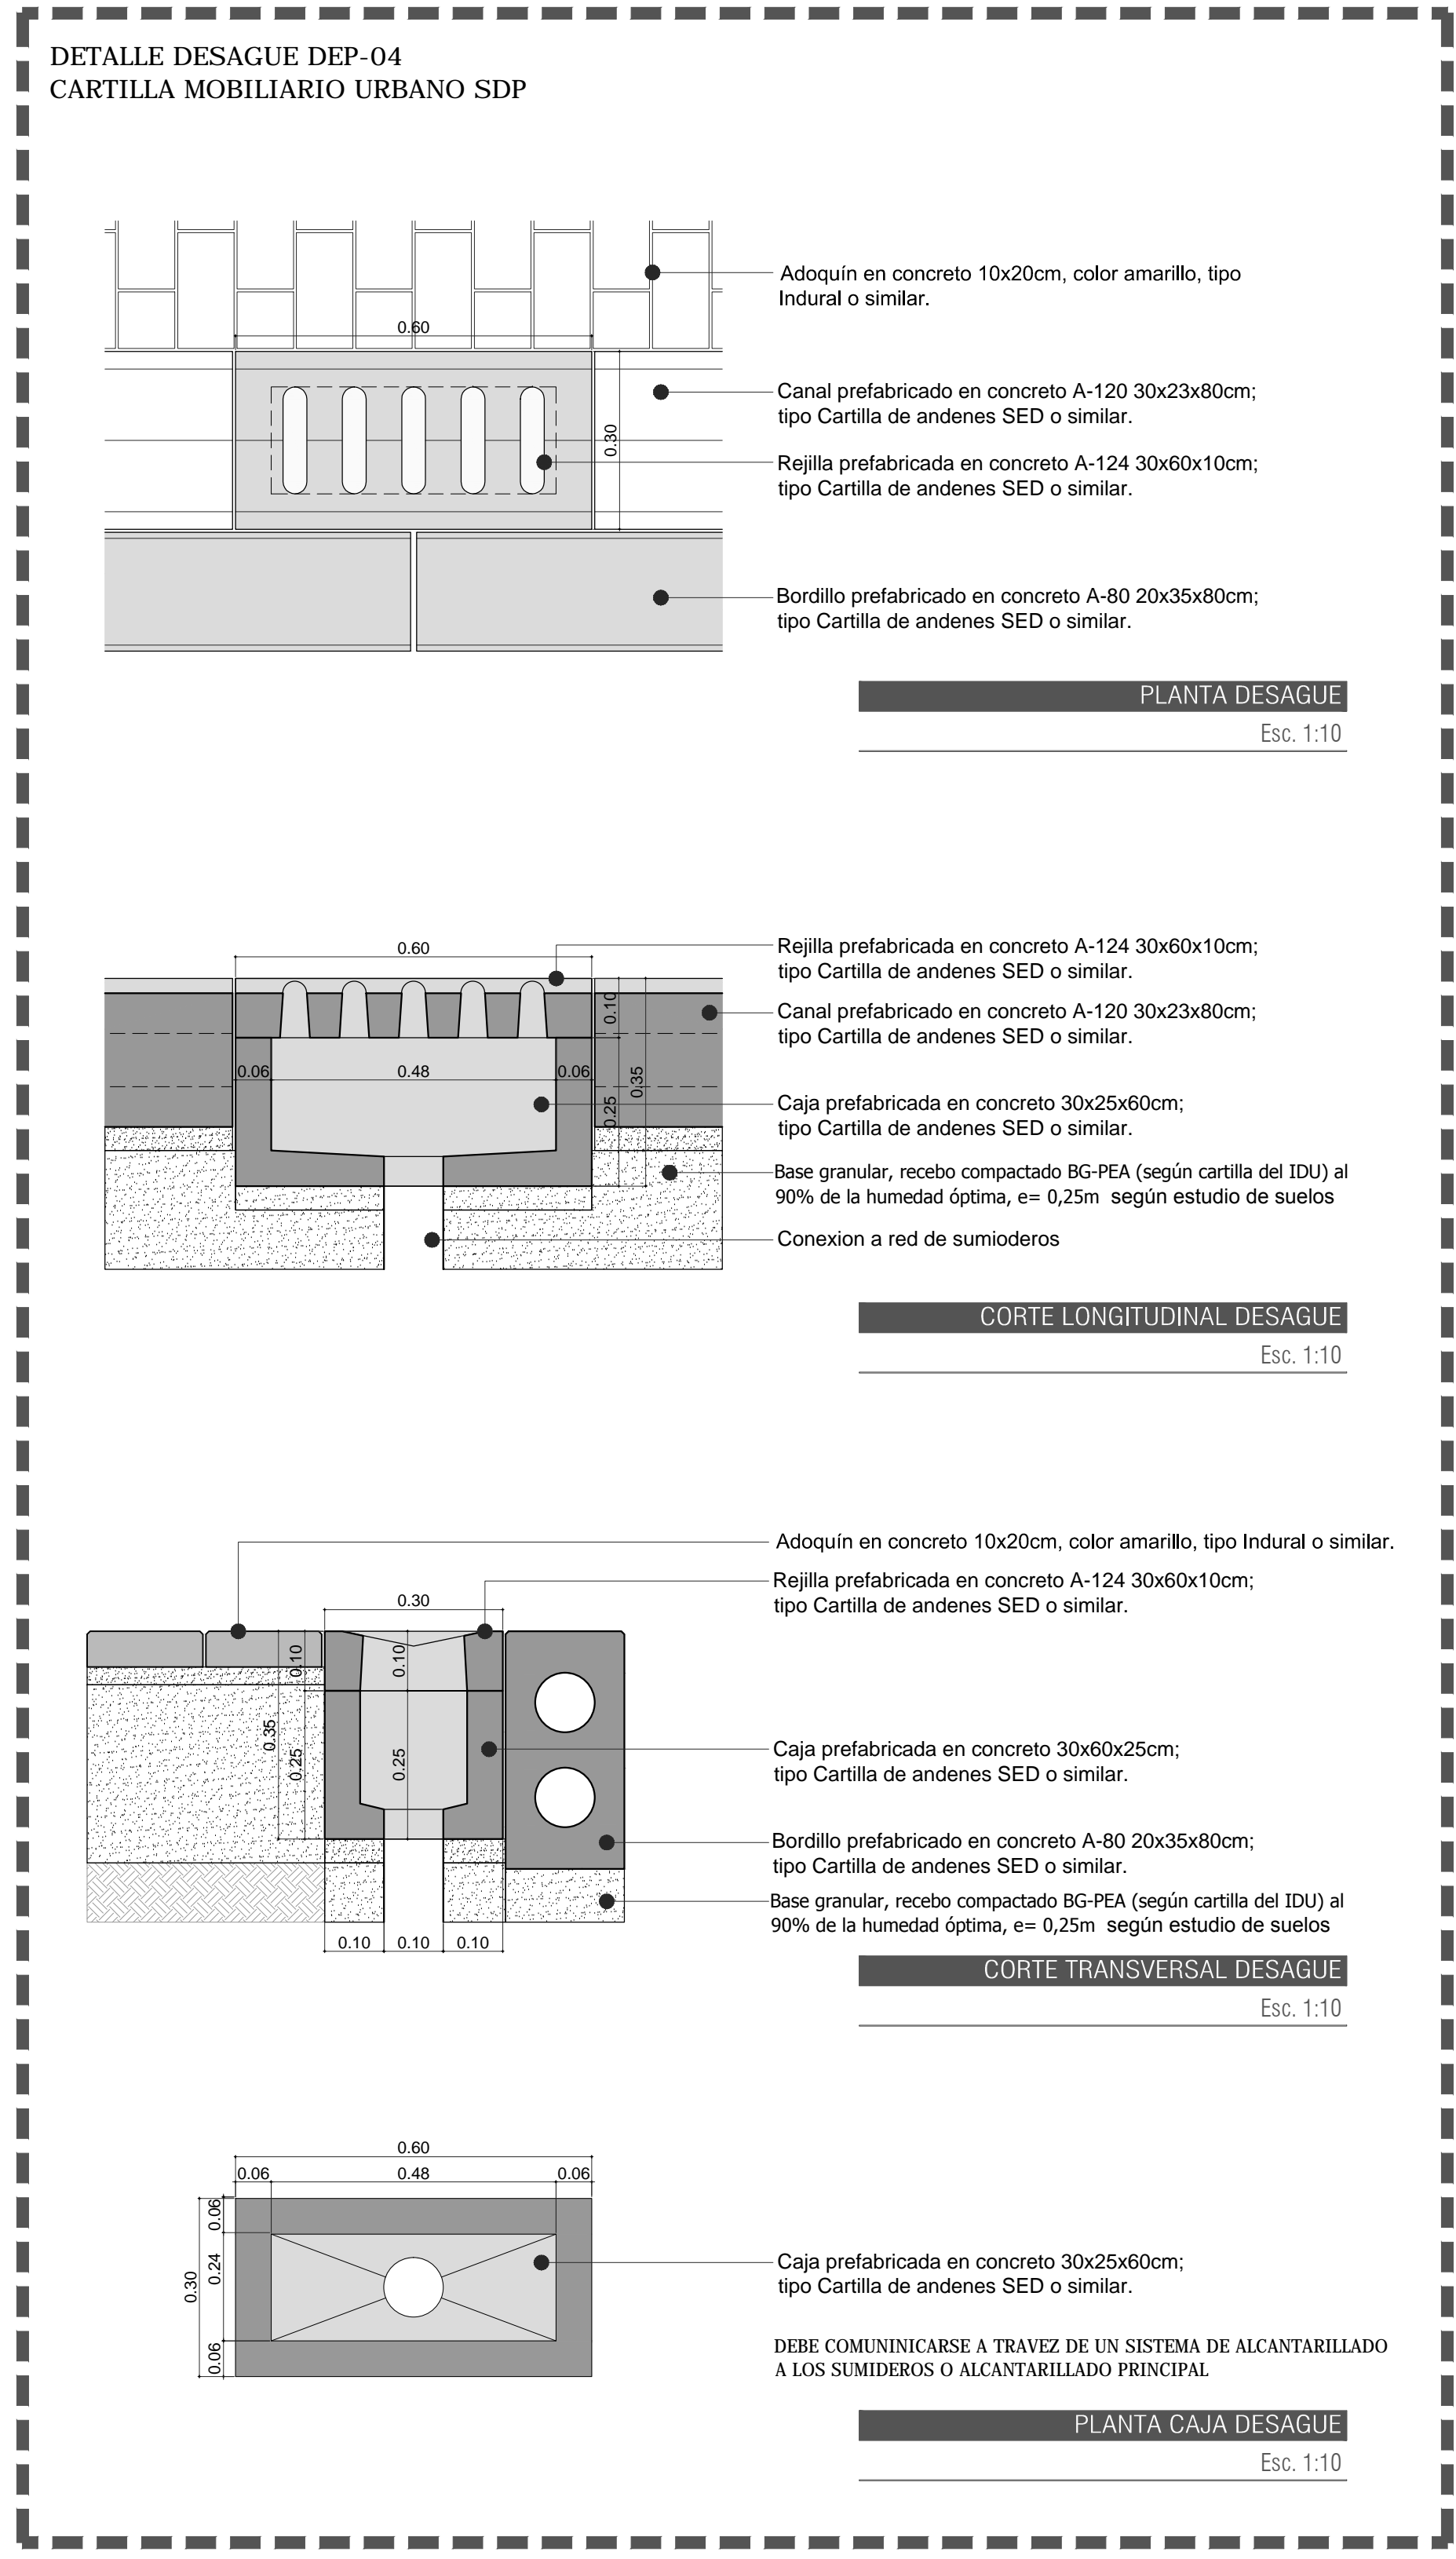 DETALLE DESAGUE DEP-04
CARTILLA MOBILIARIO URBANO SDP
Adoquín en concreto 10x20cm, color amarillo, tipo
Indural o similar.
0.60
Canal prefabricado en concreto A-120 30x23x80cm;
tipo Cartilla de andenes SED o similar.
0.30
Rejilla prefabricada en concreto A-124 30x60x10cm;
tipo Cartilla de andenes SED o similar.
Bordillo prefabricado en concreto A-80 20x35x80cm;
tipo Cartilla de andenes SED o similar.
PLANTA DESAGUE
Esc. 1:10
0.60
Rejilla prefabricada en concreto A-124 30x60x10cm;
tipo Cartilla de andenes SED o similar.
0.10
Canal prefabricado en concreto A-120 30x23x80cm;
tipo Cartilla de andenes SED o similar.
0.06
0.48
0.06
0.35
0.25
Caja prefabricada en concreto 30x25x60cm;
tipo Cartilla de andenes SED o similar.
Base granular, recebo compactado BG-PEA (según cartilla del IDU) al
90% de la humedad óptima, e= 0,25m según estudio de suelos
Conexion a red de sumioderos
CORTE LONGITUDINAL DESAGUE
Esc. 1:10
Adoquín en concreto 10x20cm, color amarillo, tipo Indural o similar.
Rejilla prefabricada en concreto A-124 30x60x10cm;
tipo Cartilla de andenes SED o similar.
0.30
0.10
0.10
0.35
0.25
0.25
Caja prefabricada en concreto 30x60x25cm;
tipo Cartilla de andenes SED o similar.
Bordillo prefabricado en concreto A-80 20x35x80cm;
tipo Cartilla de andenes SED o similar.
Base granular, recebo compactado BG-PEA (según cartilla del IDU) al
90% de la humedad óptima, e= 0,25m según estudio de suelos
0.10
0.10
0.10
CORTE TRANSVERSAL DESAGUE
Esc. 1:10
0.60
0.06
0.48
0.06
0.06
0.24
0.30
0.06
Caja prefabricada en concreto 30x25x60cm;
tipo Cartilla de andenes SED o similar.
DEBE COMUNINICARSE A TRAVEZ DE UN SISTEMA DE ALCANTARILLADO
A LOS SUMIDEROS O ALCANTARILLADO PRINCIPAL
PLANTA CAJA DESAGUE
Esc. 1:10